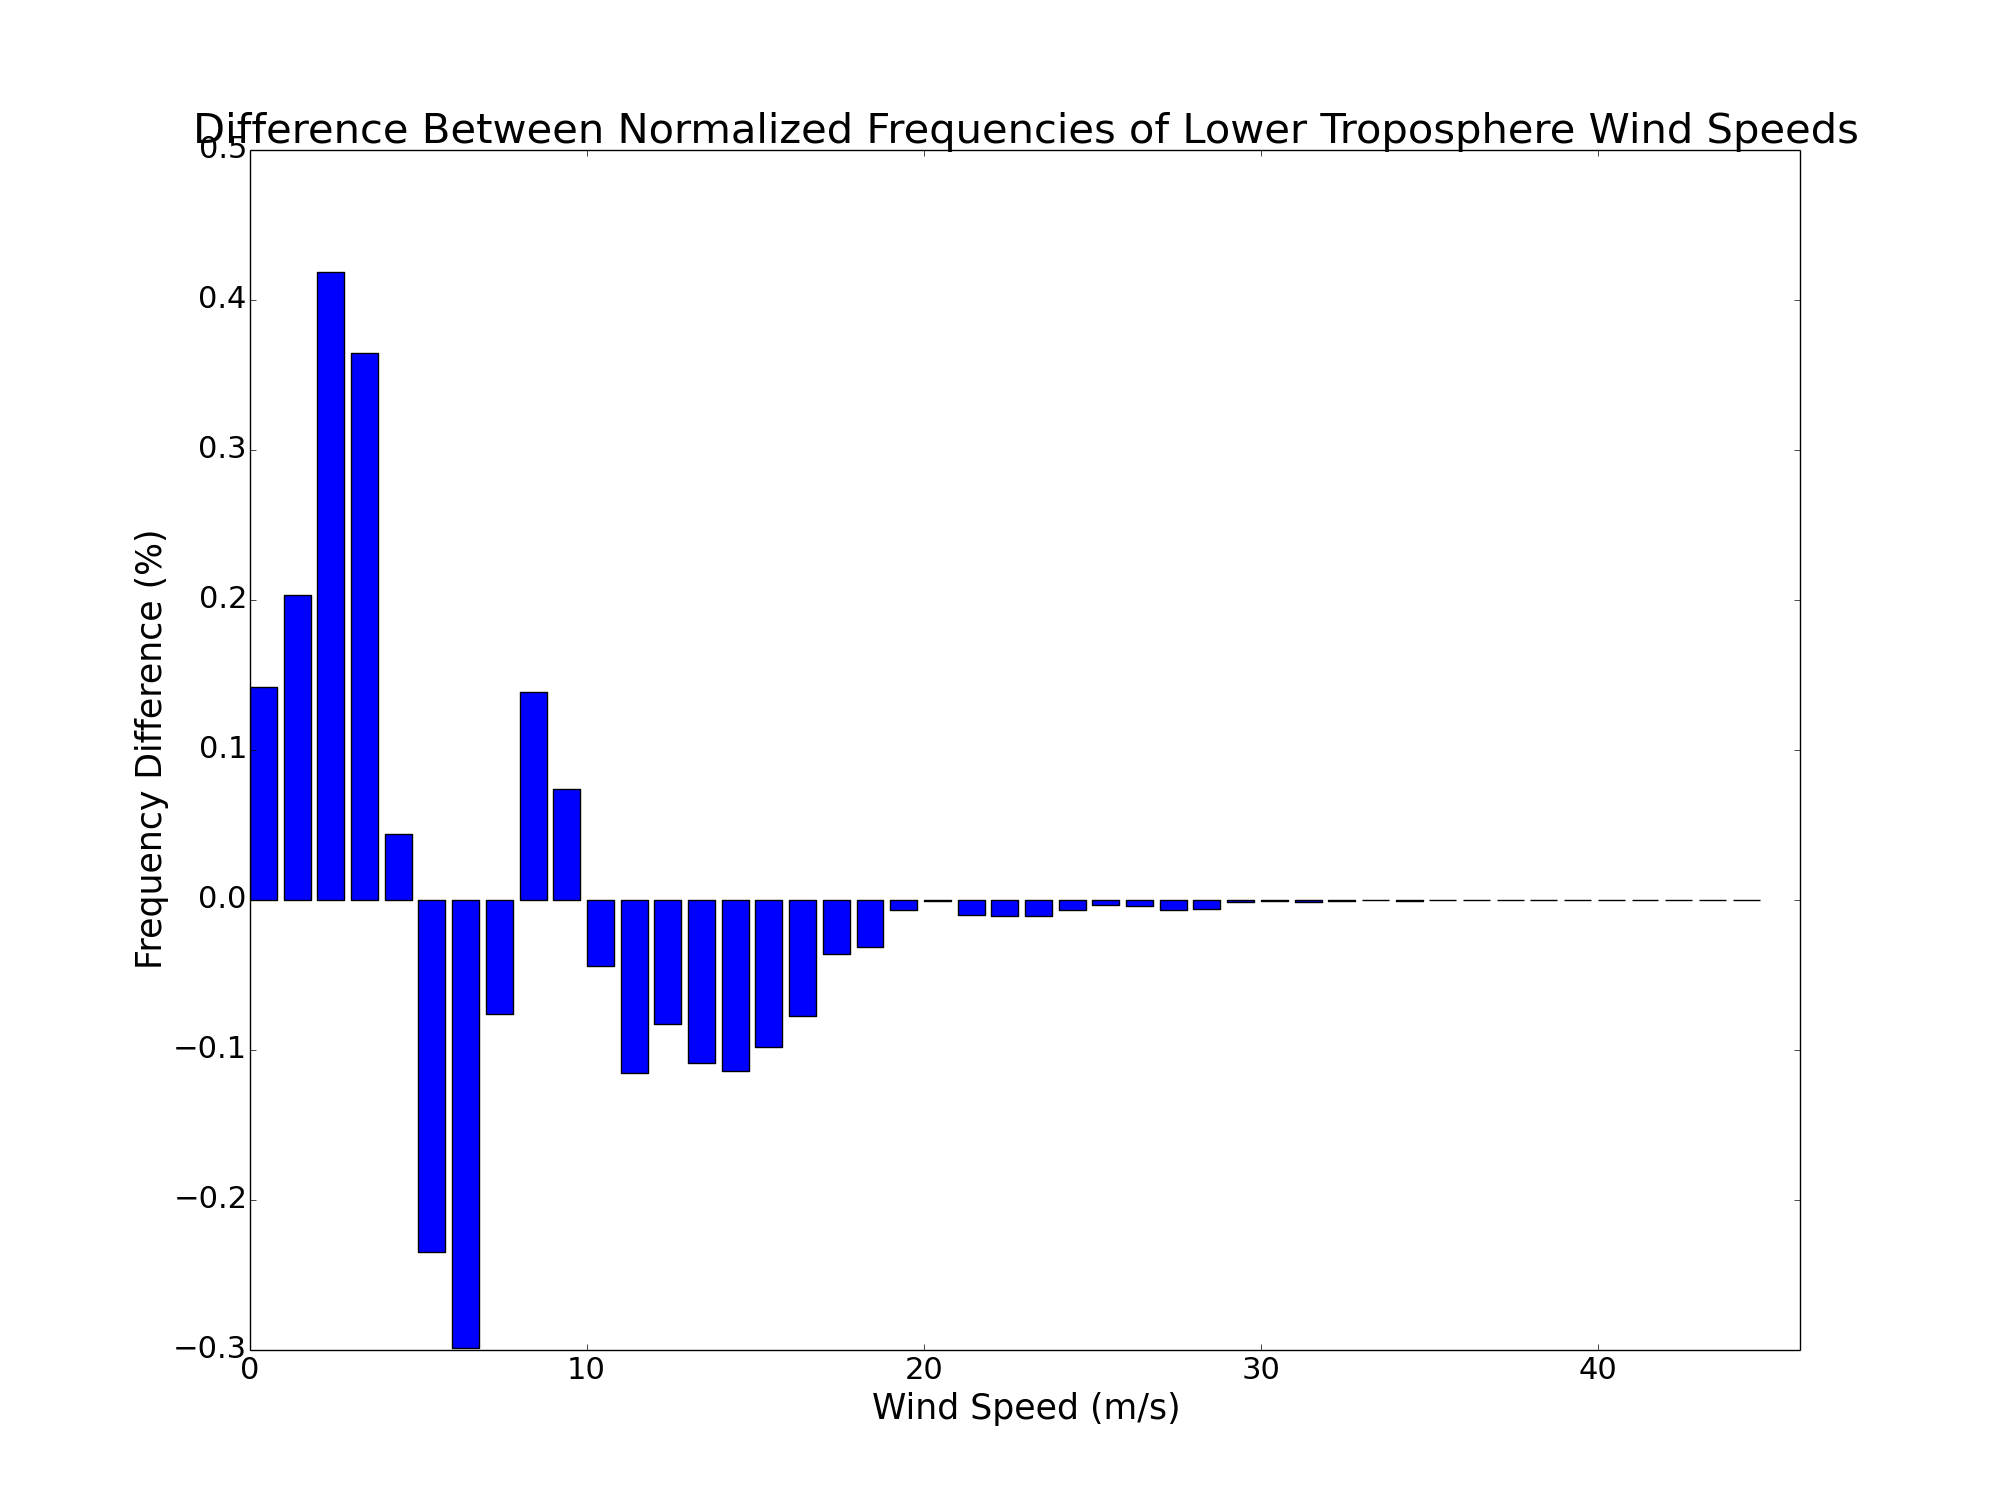 Difference Between Normalized Frequencies of Lower Troposphere Wind Speeds
0.5
0.4
0.3
0.2
0.1
0.0
−0.1
−0.2
−0.3
Frequency Difference (%)
0 10 20 30 40
Wind Speed (m/s)